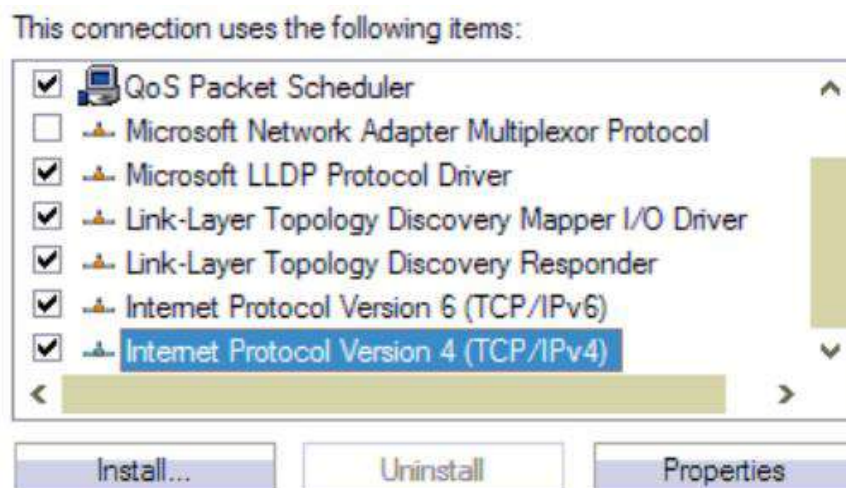 This connection uses the following items:
QoS Packet Scheduler
Microsoft Network Adapter Multiplexor Protocol
Microsoft LLDP Protocol Driver
Link-Layer Topology Discovery Mapper I/O Driver
Link-Layer Topology Discovery Responder
Internet Protocol Version 6 (TCP/IPv6)
Internet Protocol Version 4 (TCP/IPv4)
Install... Uninstall Properties